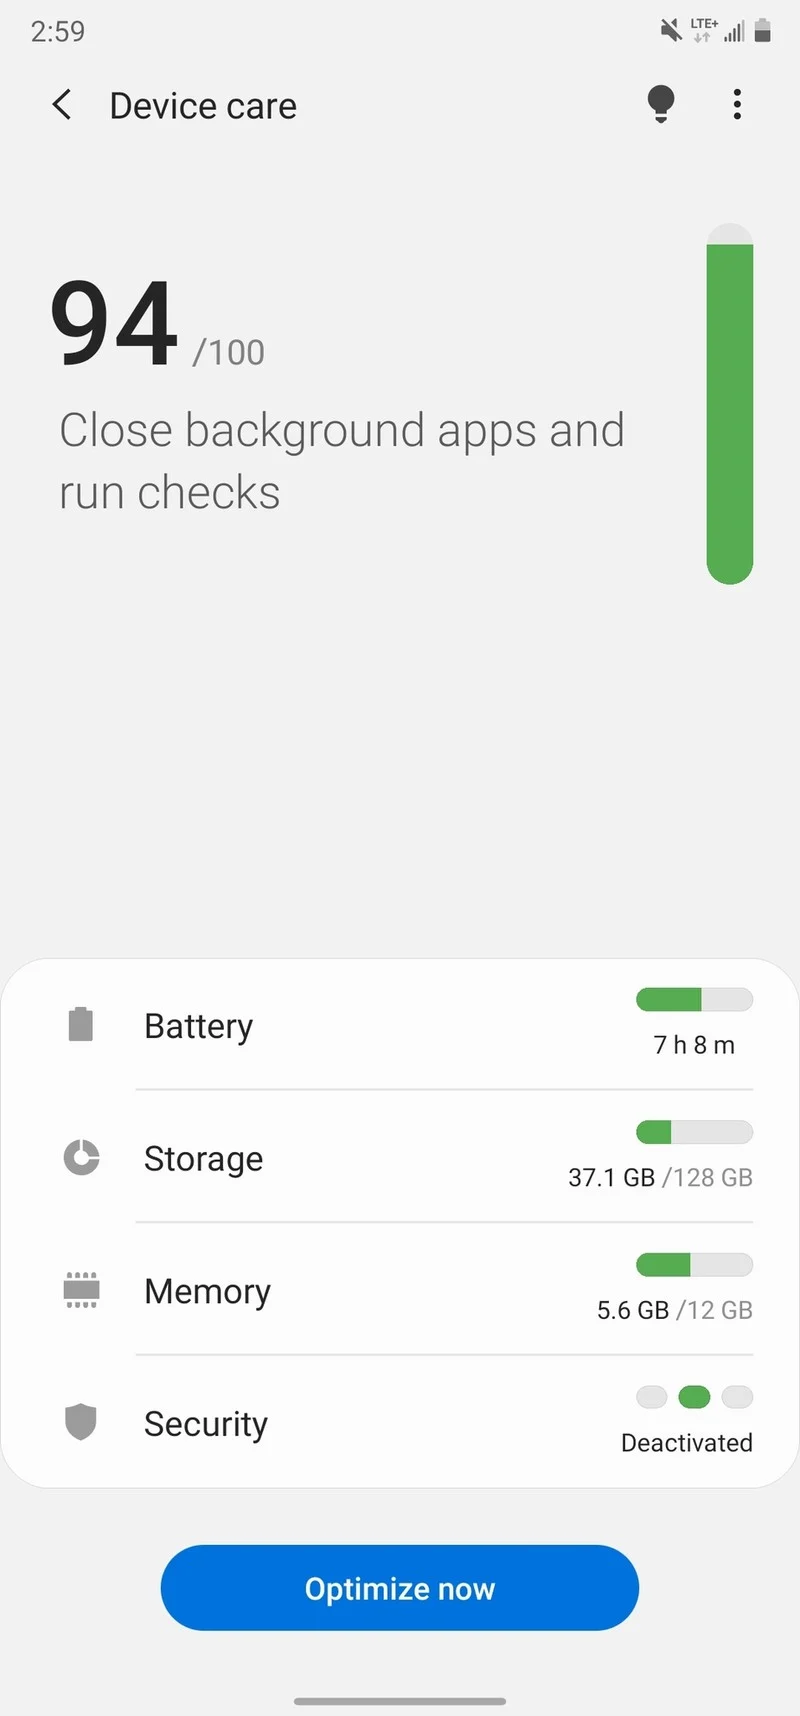 2:59
LTE+
Device care
94 /100
Close background apps and
run checks
Battery
7 h 8 m
Storage
37.1 GB /128 GB
Memory
5.6 GB /12 GB
Security
Deactivated
Optimize now